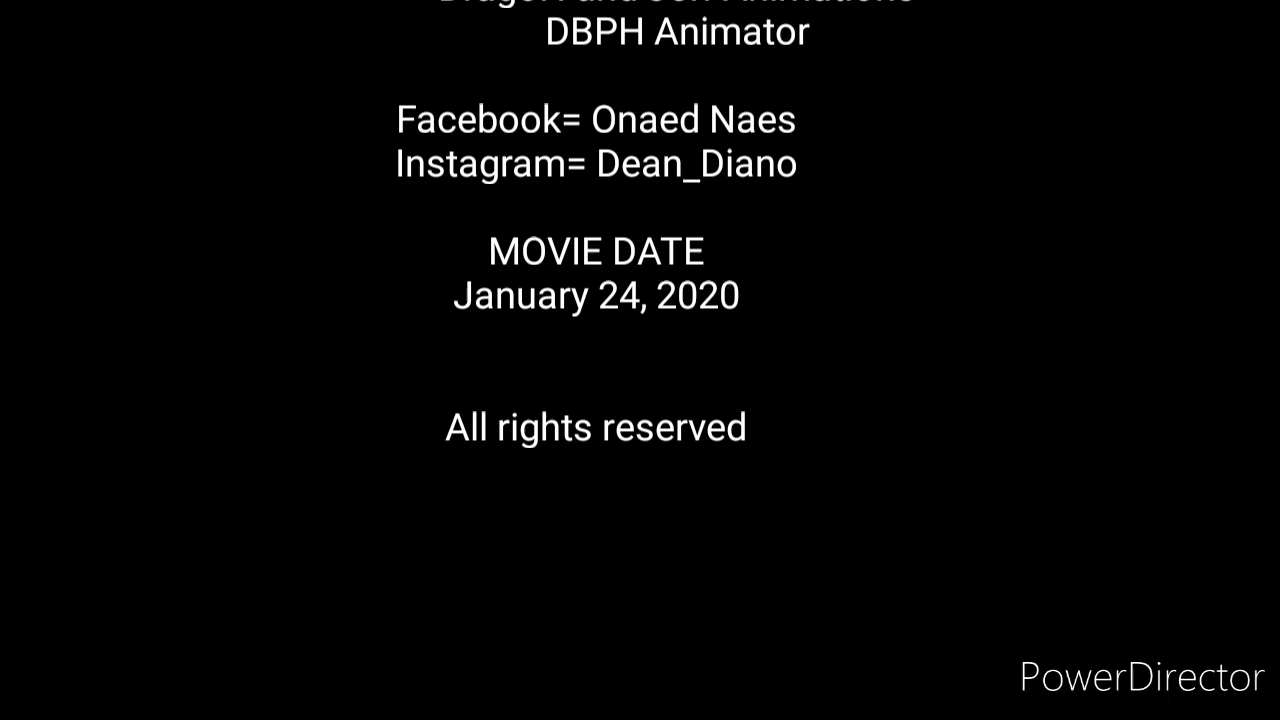 DBPH Animator
Facebook= Onaed Naes
Instagram= Dean_Diano
MOVIE DATE
January 24, 2020
All rights reserved
PowerDirector